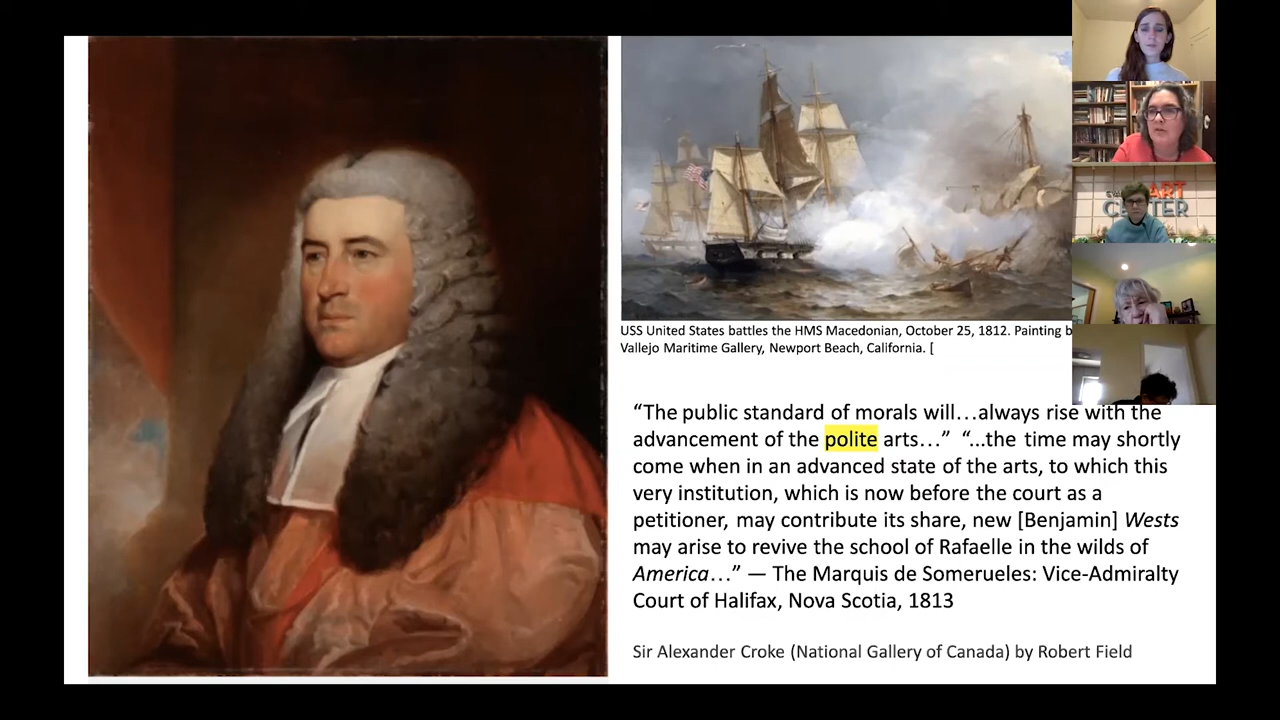 USS United States battles the HMS Macedonian, October 25, 1812. Painting b
Vallejo Maritime Gallery, Newport Beach, California. [
“The public standard of morals will…always rise with the
advancement of the polite arts…” “…the time may shortly
come when in an advanced state of the arts, to which this
very institution, which is now before the court as a
petitioner, may contribute its share, new [Benjamin] Wests
may arise to revive the school of Rafaelle in the wilds of
America…” — The Marquis de Somerueles: Vice-Admiralty
Court of Halifax, Nova Scotia, 1813
Sir Alexander Croke (National Gallery of Canada) by Robert Field
ART